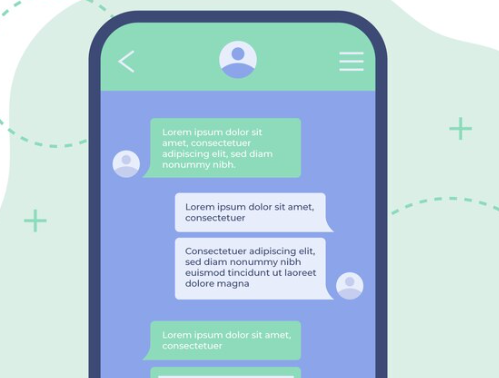 Lorem ipsum dolor sit
amet, consectetuer
adipiscing elit, sed diam
nonummy nibh.
Lorem ipsum dolor sit amet,
consectetuer
Consectetuer adipiscing elit,
sed diam nonummy nibh
euismod tincidunt ut laoreet
dolore magna
Lorem ipsum dolor sit amet,
consectetuer